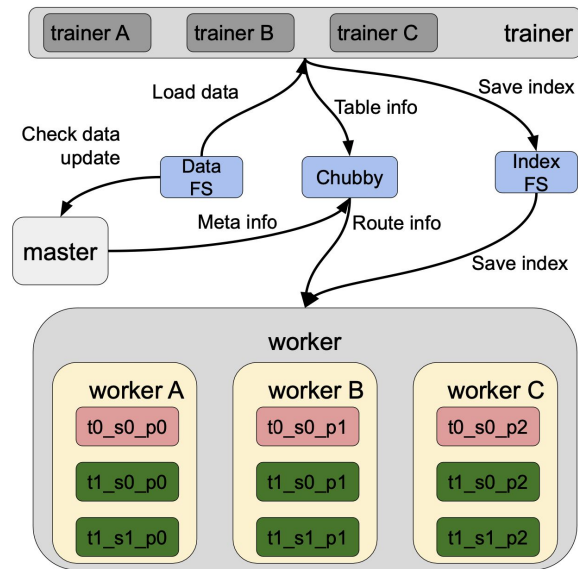 trainer A
trainer B
trainer C
trainer
Load data
Save index
Table info
Check data
update
Data
FS
Chubby
Index
FS
master
Meta info
Route info
Save index
worker
worker A
worker B
worker C
t0_s0_p0
t0_s0_p1
t0_s0_p2
t1_s0_p0
t1_s0_p1
t1_s0_p2
t1_s1_p0
t1_s1_p1
t1_s1_p2